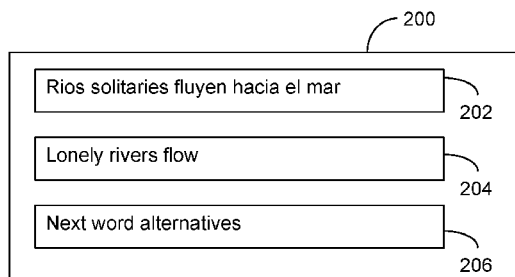 200
Rios solitaries fluyen hacia el mar
202
Lonely rivers flow
204
Next word alternatives
206